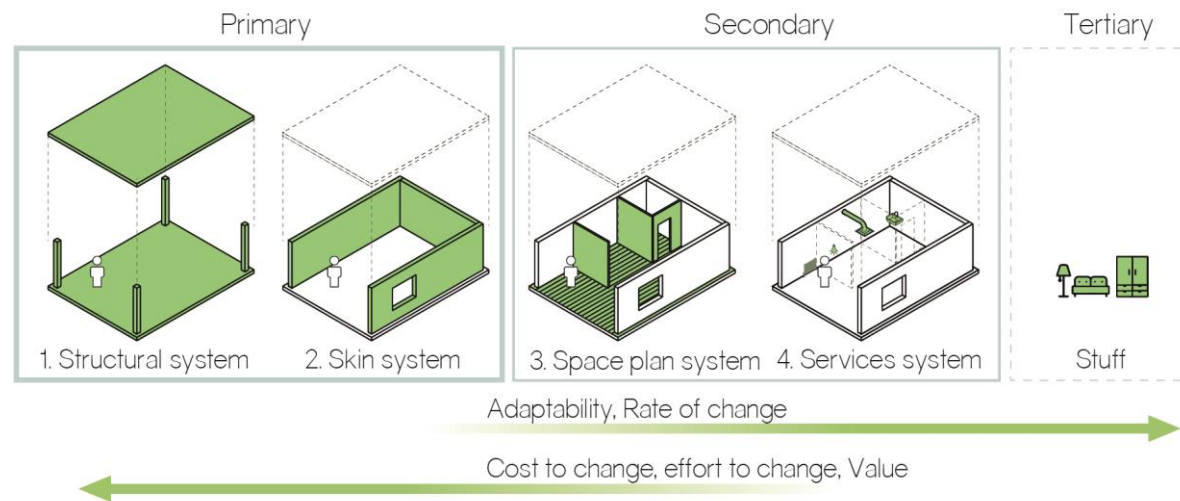 Primary
Secondary
Tertiary
1. Structural system
2. Skin system
3. Space plan system
4. Services system
Stuff
Adaptability, Rate of change
Cost to change, effort to change, Value